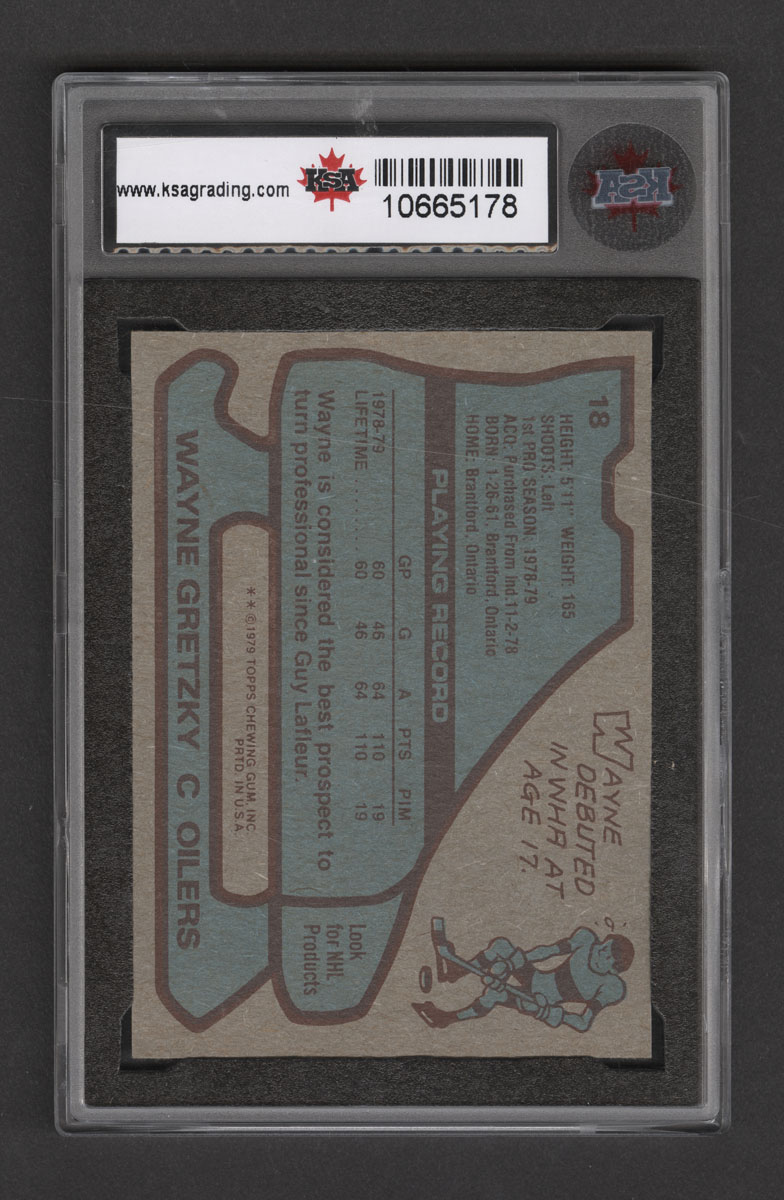 www.ksagrading.com
KSA
10665178
KSA
18
HEIGHT: 5'11" WEIGHT: 165
SHOOTS: Left
1st PRO SEASON: 1978-79
ACQ: Purchased From Ind. 11-2-78
BORN: 1-26-61, Brantford, Ontario
HOME: Brantford, Ontario
WAYNE
DEBUTED
IN WHA AT
AGE 17.
PLAYING RECORD
GP G A PTS PIM
1978-79 60 46 64 110 19
LIFETIME .......... 60 46 64 110 19
Wayne is considered the best prospect to
turn professional since Guy Lafleur.
Look
for NHL
Products
* * ©1979 TOPPS CHEWING GUM, INC.
PRTD. IN U.S.A.
WAYNE GRETZKY C OILERS